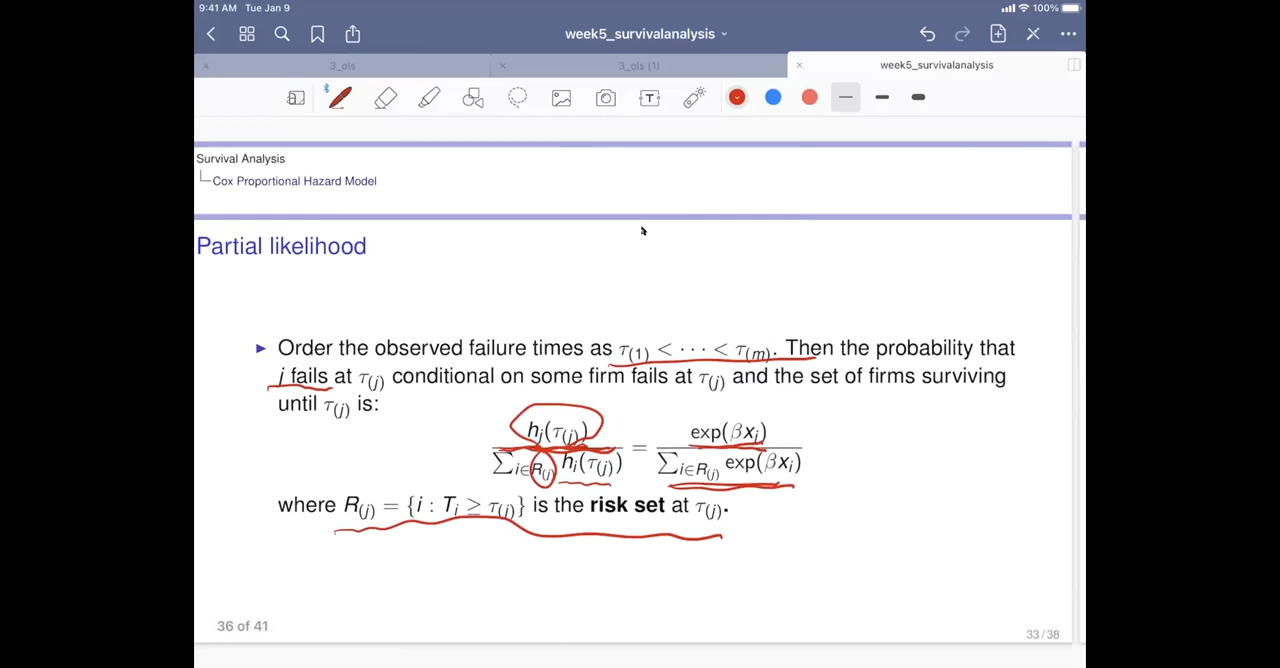 9:41 AM Tue Jan 9
100%
week5_survivalanalysis
3_ols
3_ols (1)
week5_survivalanalysis
Survival Analysis
Cox Proportional Hazard Model
Partial likelihood
► Order the observed failure times as τ(1) < ⋯ < τ(m). Then the probability that
j fails at τ(j) conditional on some firm fails at τ(j) and the set of firms surviving
until τ(j) is:
hj(τ(j)) / ∑i∈R(j) hi(τ(j)) = exp(βxj) / ∑i∈R(j) exp(βxi)
where R(j) = {i : Ti ≥ τ(j)} is the risk set at τ(j).
36 of 41
33 / 38